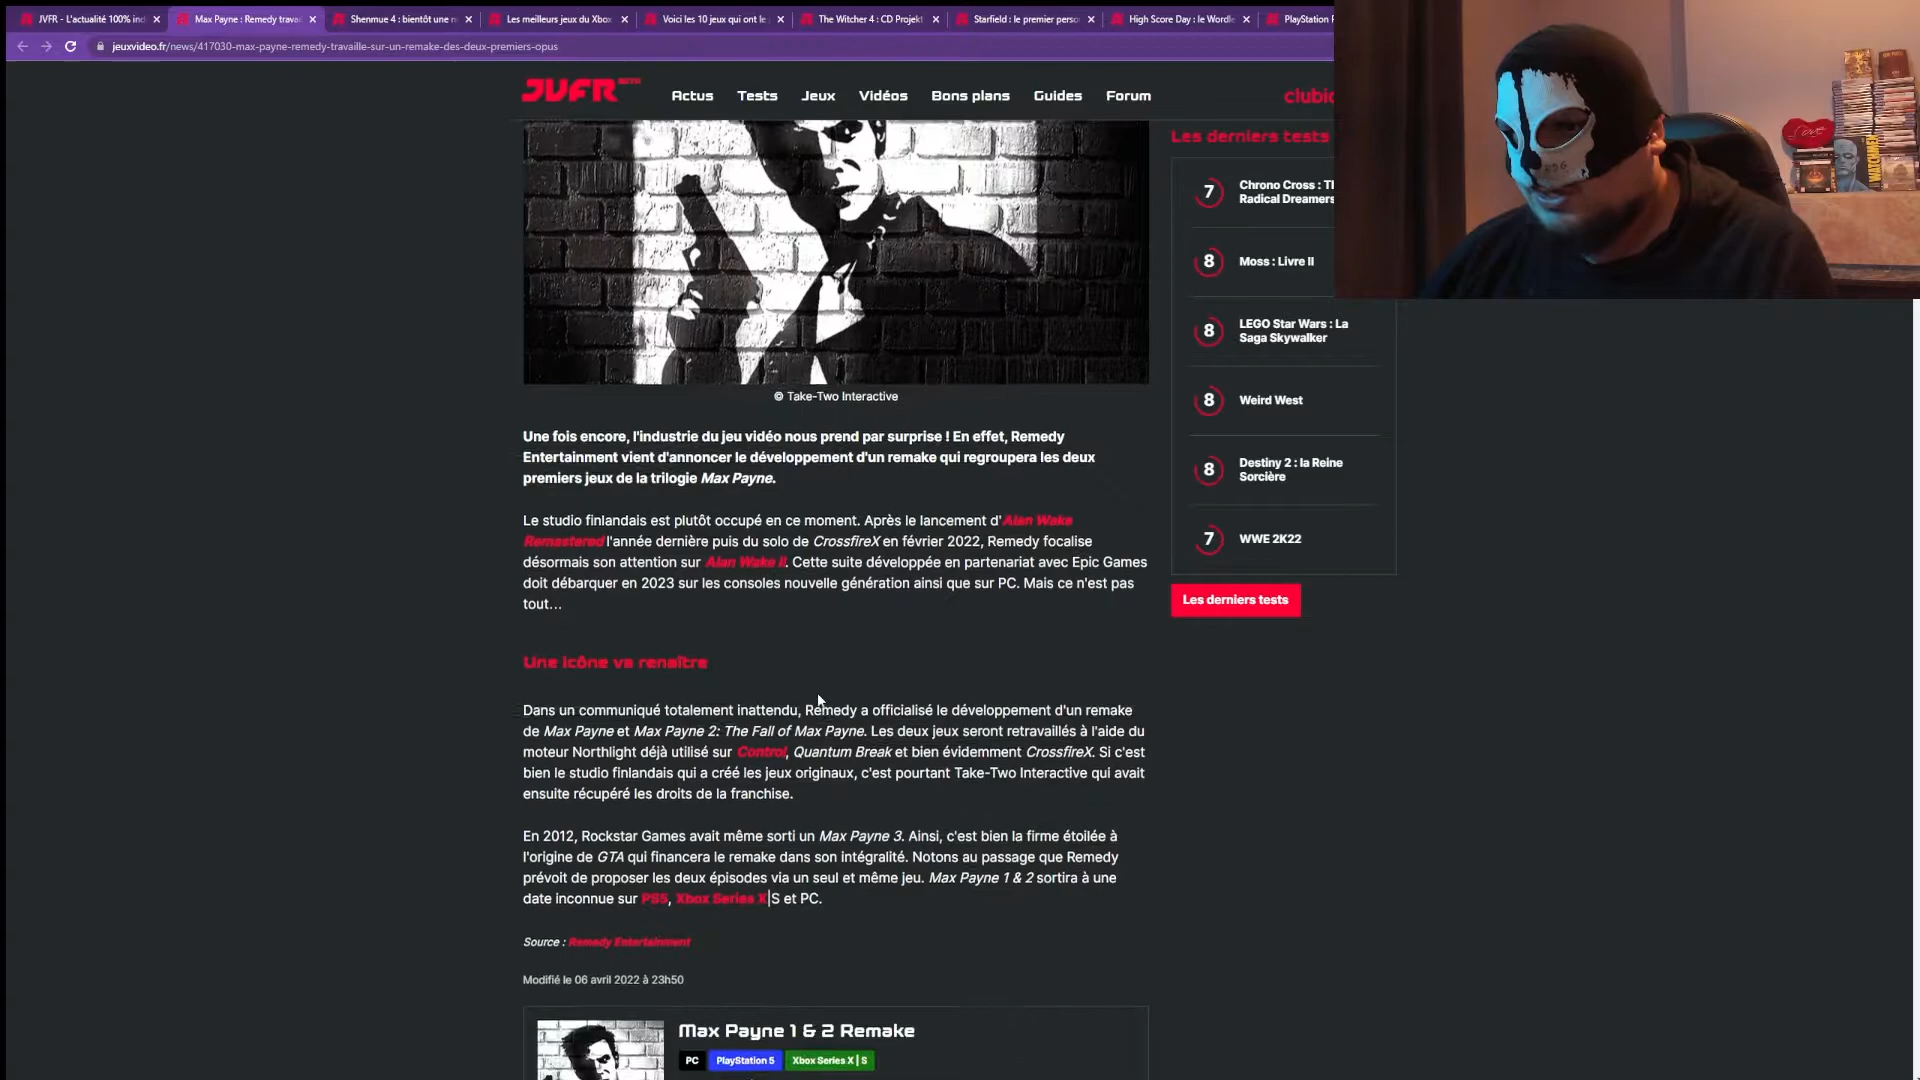 JVFR - L'actualité 100% ind
Max Payne : Remedy trava
Shenmue 4 : bientôt une n
Les meilleurs jeux du Xbox
Voici les 10 jeux qui ont le
The Witcher 4 : CD Projekt
Starfield : le premier perso
High Score Day : le Wordle
PlayStation P
jeuxvideo.fr/news/417030-max-payne-remedy-travaille-sur-un-remake-des-deux-premiers-opus
JVFR
Actus
Tests
Jeux
Vidéos
Bons plans
Guides
Forum
clubic
© Take-Two Interactive
Une fois encore, l'industrie du jeu vidéo nous prend par surprise ! En effet, Remedy
Entertainment vient d'annoncer le développement d'un remake qui regroupera les deux
premiers jeux de la trilogie Max Payne.
Le studio finlandais est plutôt occupé en ce moment. Après le lancement d'Alan Wake
Remastered l'année dernière puis du solo de CrossfireX en février 2022, Remedy focalise
désormais son attention sur Alan Wake II. Cette suite développée en partenariat avec Epic Games
doit débarquer en 2023 sur les consoles nouvelle génération ainsi que sur PC. Mais ce n'est pas
tout...
Une icône va renaître
Dans un communiqué totalement inattendu, Remedy a officialisé le développement d'un remake
de Max Payne et Max Payne 2: The Fall of Max Payne. Les deux jeux seront retravaillés à l'aide du
moteur Northlight déjà utilisé sur Control, Quantum Break et bien évidemment CrossfireX. Si c'est
bien le studio finlandais qui a créé les jeux originaux, c'est pourtant Take-Two Interactive qui avait
ensuite récupéré les droits de la franchise.
En 2012, Rockstar Games avait même sorti un Max Payne 3. Ainsi, c'est bien la firme étoilée à
l'origine de GTA qui financera le remake dans son intégralité. Notons au passage que Remedy
prévoit de proposer les deux épisodes via un seul et même jeu. Max Payne 1 & 2 sortira à une
date inconnue sur PS5, Xbox Series X|S et PC.
Source : Remedy Entertainment
Modifié le 06 avril 2022 à 23h50
Max Payne 1 & 2 Remake
PC
PlayStation 5
Xbox Series X | S
Les derniers tests
7
Chrono Cross : Th
Radical Dreamers
8
Moss : Livre II
8
LEGO Star Wars : La
Saga Skywalker
8
Weird West
8
Destiny 2 : la Reine
Sorcière
7
WWE 2K22
Les derniers tests
Love
WATCHMEN